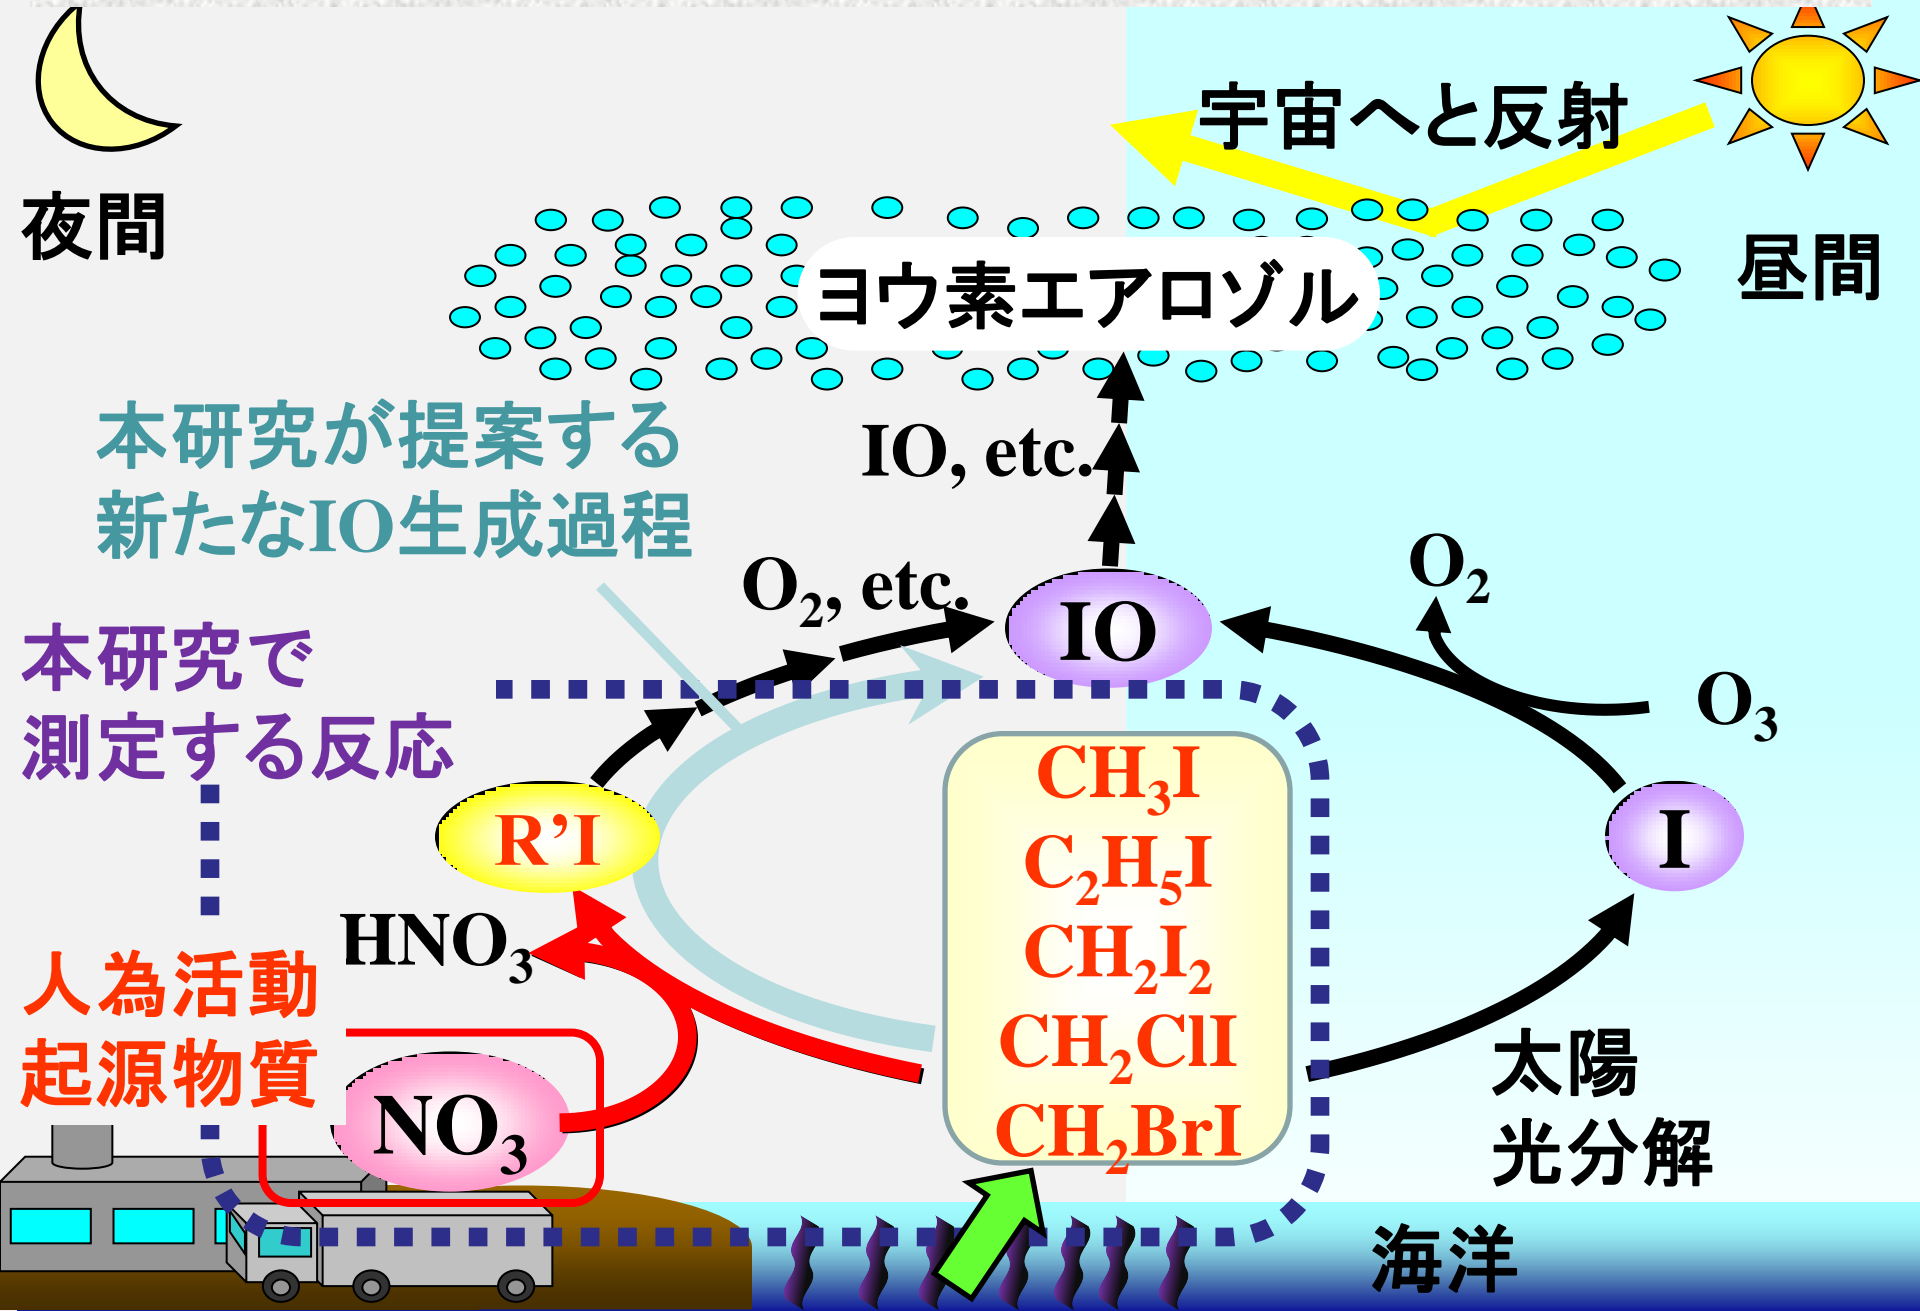 宇宙へと反射
夜間
昼間
ヨウ素エアロゾル
本研究が提案する
新たなIO生成過程
IO, etc.
O₂, etc.
IO
O₂
本研究で
測定する反応
O₃
CH₃I
C₂H₅I
CH₂I₂
CH₂ClI
CH₂BrI
R’I
I
HNO₃
人為活動
起源物質
NO₃
太陽
光分解
海洋